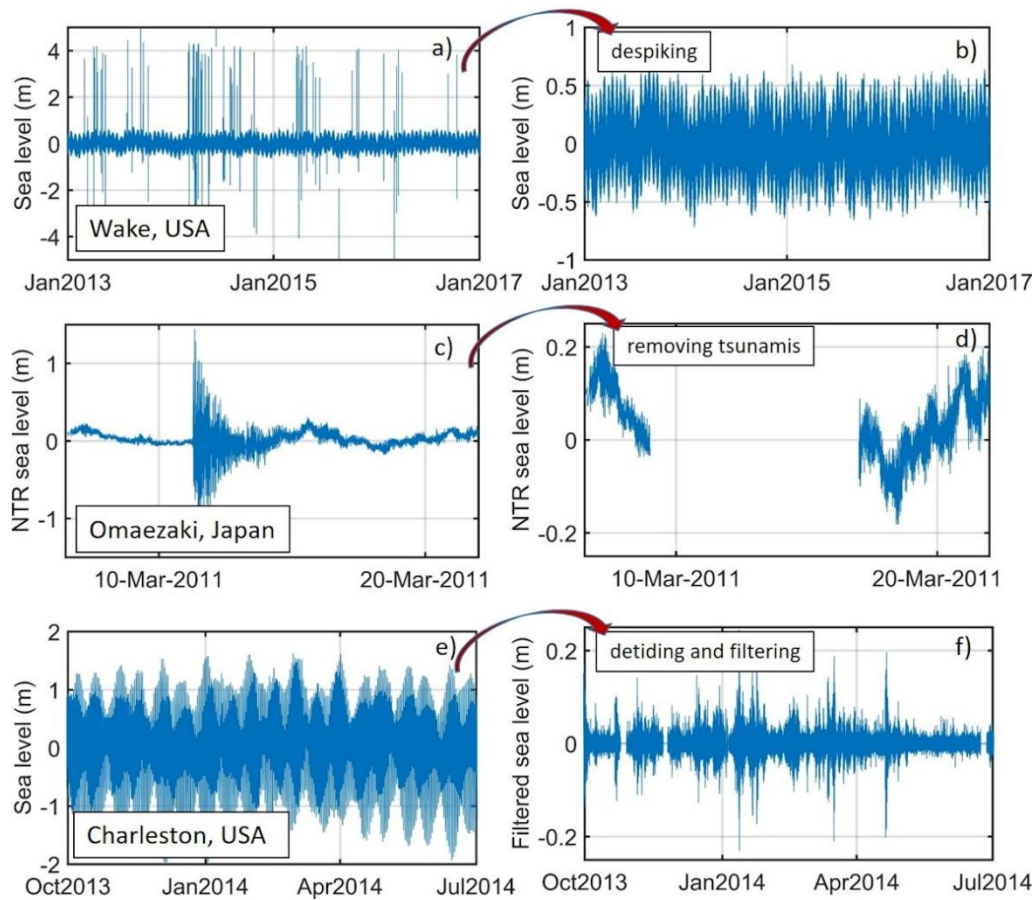 a)
Sea level (m)
4
2
0
-2
-4
Wake, USA
Jan2013
Jan2015
Jan2017
despiking
b)
Sea level (m)
1
0.5
0
-0.5
-1
Jan2013
Jan2015
Jan2017
c)
NTR sea level (m)
1
0
-1
Omaezaki, Japan
10-Mar-2011
20-Mar-2011
removing tsunamis
d)
NTR sea level (m)
0.2
0
-0.2
10-Mar-2011
20-Mar-2011
e)
Sea level (m)
2
1
0
-1
-2
Charleston, USA
Oct2013
Jan2014
Apr2014
Jul2014
detiding and filtering
f)
Filtered sea level (m)
0.2
0
-0.2
Oct2013
Jan2014
Apr2014
Jul2014